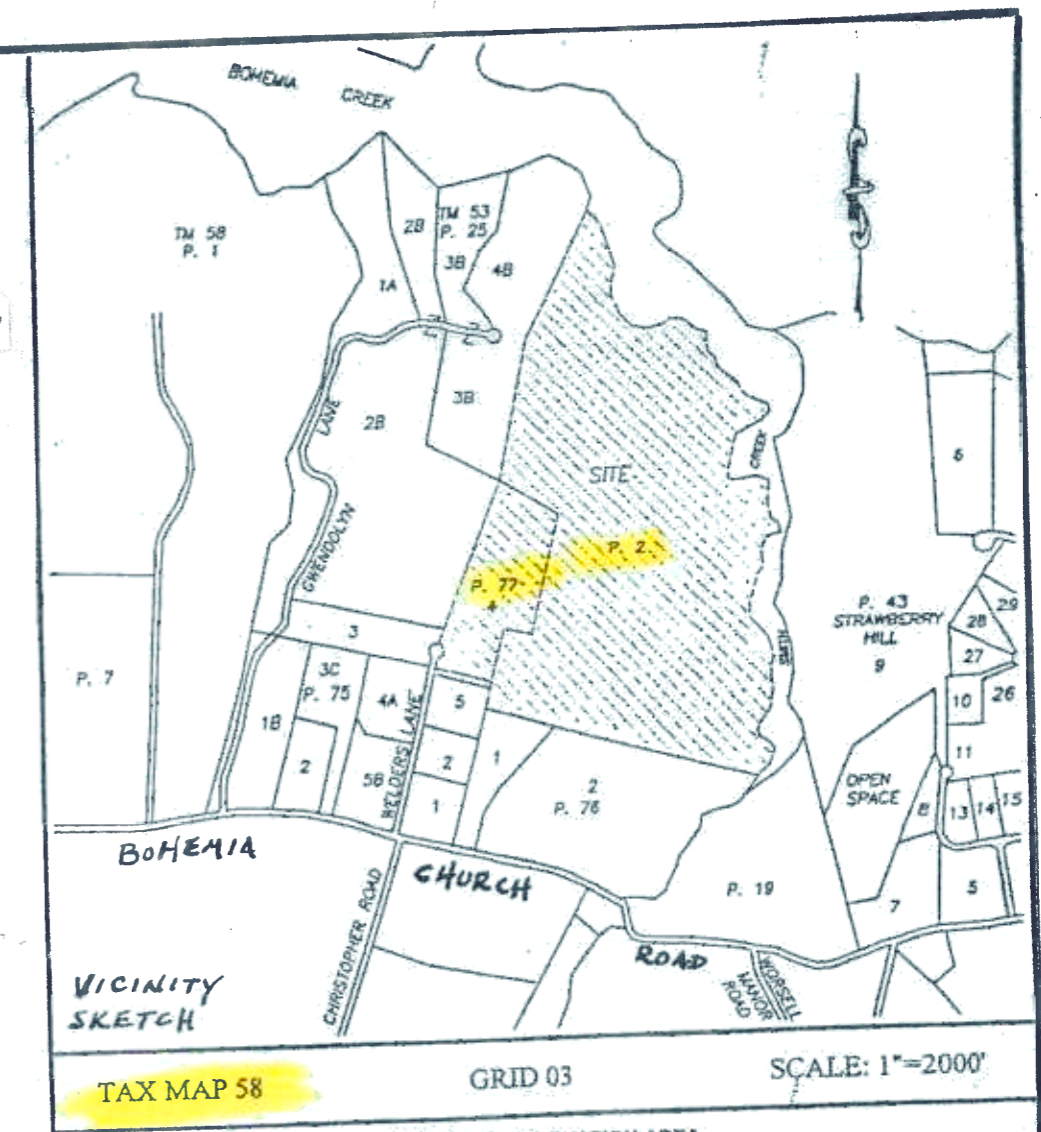 BOHEMIA CREEK
TM 58
P. 1
2B
TM 53
P. 25
3B
4B
1A
3B
2B
LANE
GWENDOLYN
SITE
CREEK
6
P. 2
P. 77
3
P. 7
P. 43
STRAWBERRY
HILL
9
29
28
27
26
10
11
3C
P. 75
4A
5
1B
2
5B
WELDERS LANE
2
1
1
2
P. 76
OPEN
SPACE
8
13
14
15
BOHEMIA
CHURCH
ROAD
CHRISTOPHER ROAD
P. 19
7
5
WORSELL
MANOR
ROAD
VICINITY
SKETCH
TAX MAP 58
GRID 03
SCALE: 1"=2000'